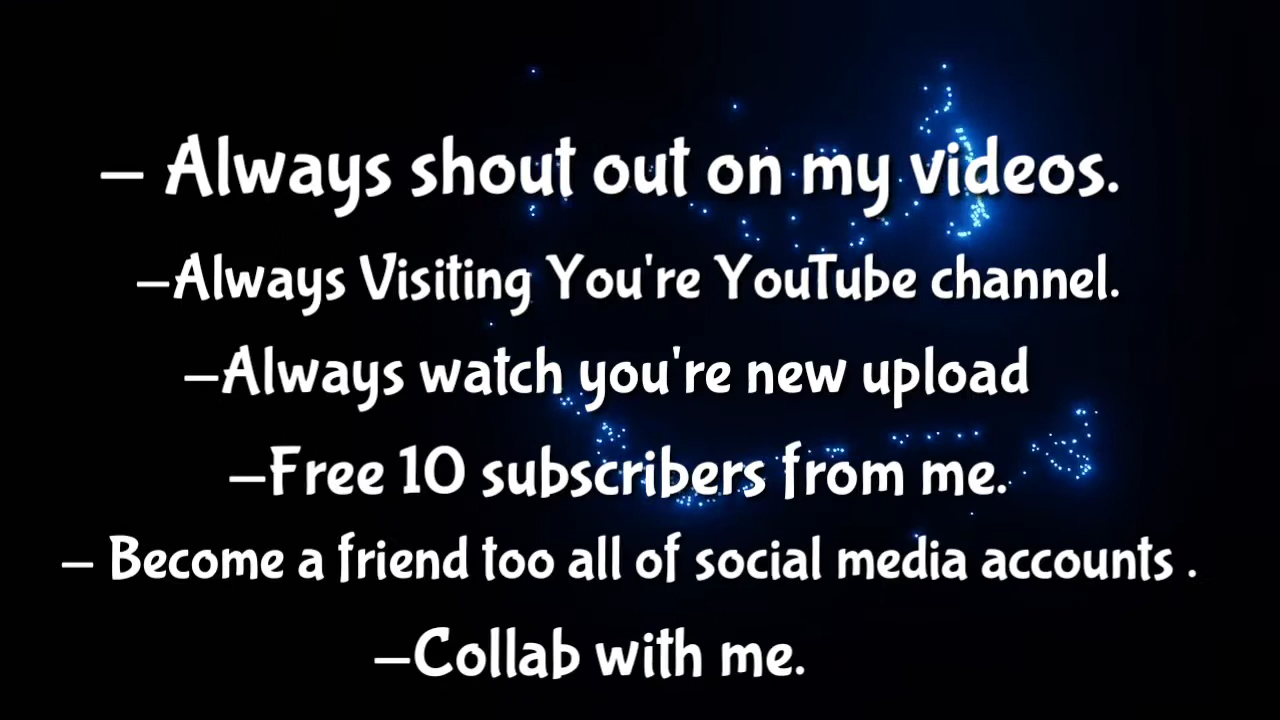 – Always shout out on my videos.
–Always Visiting You're YouTube channel.
–Always watch you're new upload
–Free 10 subscribers from me.
– Become a friend too all of social media accounts .
–Collab with me.